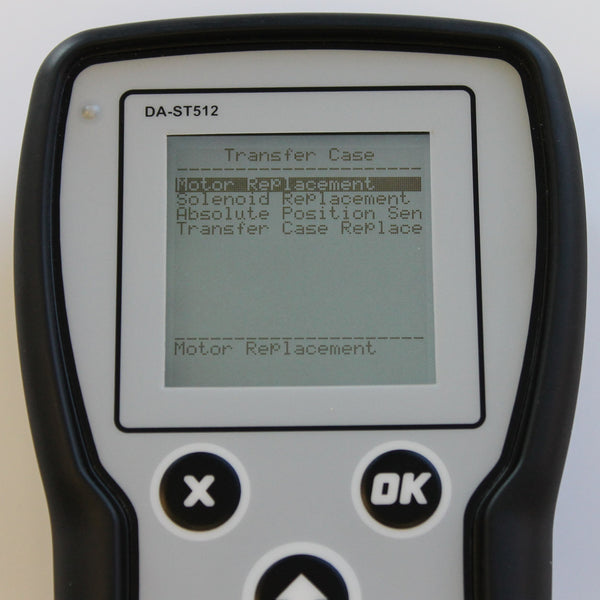 DA-ST512
Transfer Case
Motor Replacement
Solenoid Replacement
Absolute Position Sen
Transfer Case Replace
Motor Replacement
X OK